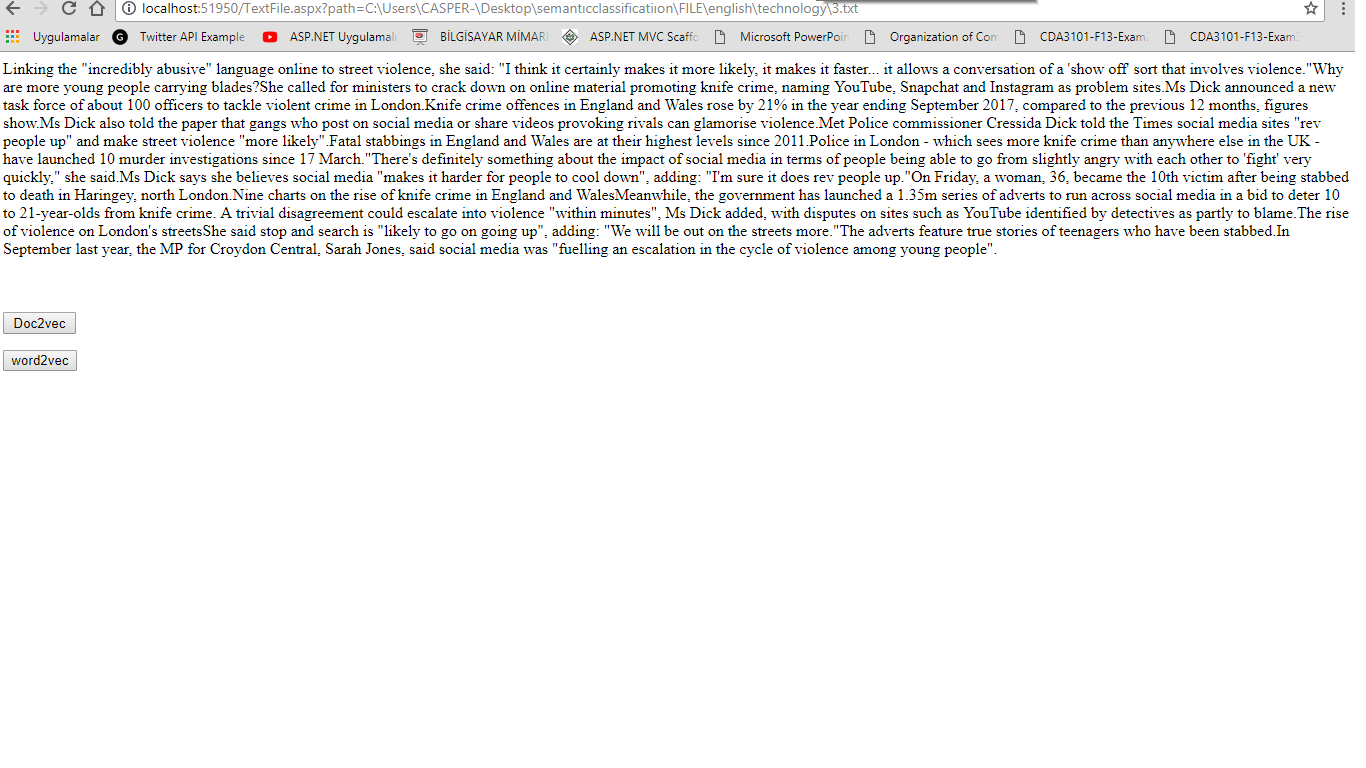 localhost:51950/TextFile.aspx?path=C:\Users\CASPER-\Desktop\semanticclassification\FILE\english\technology\3.txt
Uygulamalar Twitter API Example ASP.NET Uygulamalı BİLGİSAYAR MİMARİ ASP.NET MVC Scaffo Microsoft PowerPoin Organization of Com CDA3101-F13-Exam CDA3101-F13-Exam
Linking the "incredibly abusive" language online to street violence, she said: "I think it certainly makes it more likely, it makes it faster... it allows a conversation of a 'show off' sort that involves violence."Why
are more young people carrying blades?She called for ministers to crack down on online material promoting knife crime, naming YouTube, Snapchat and Instagram as problem sites.Ms Dick announced a new
task force of about 100 officers to tackle violent crime in London.Knife crime offences in England and Wales rose by 21% in the year ending September 2017, compared to the previous 12 months, figures
show.Ms Dick also told the paper that gangs who post on social media or share videos provoking rivals can glamorise violence.Met Police commissioner Cressida Dick told the Times social media sites "rev
people up" and make street violence "more likely".Fatal stabbings in England and Wales are at their highest levels since 2011.Police in London - which sees more knife crime than anywhere else in the UK -
have launched 10 murder investigations since 17 March."There's definitely something about the impact of social media in terms of people being able to go from slightly angry with each other to 'fight' very
quickly," she said.Ms Dick says she believes social media "makes it harder for people to cool down", adding: "I'm sure it does rev people up."On Friday, a woman, 36, became the 10th victim after being stabbed
to death in Haringey, north London.Nine charts on the rise of knife crime in England and WalesMeanwhile, the government has launched a 1.35m series of adverts to run across social media in a bid to deter 10
to 21-year-olds from knife crime. A trivial disagreement could escalate into violence "within minutes", Ms Dick added, with disputes on sites such as YouTube identified by detectives as partly to blame.The rise
of violence on London's streetsShe said stop and search is "likely to go on going up", adding: "We will be out on the streets more."The adverts feature true stories of teenagers who have been stabbed.In
September last year, the MP for Croydon Central, Sarah Jones, said social media was "fuelling an escalation in the cycle of violence among young people".
Doc2vec
word2vec